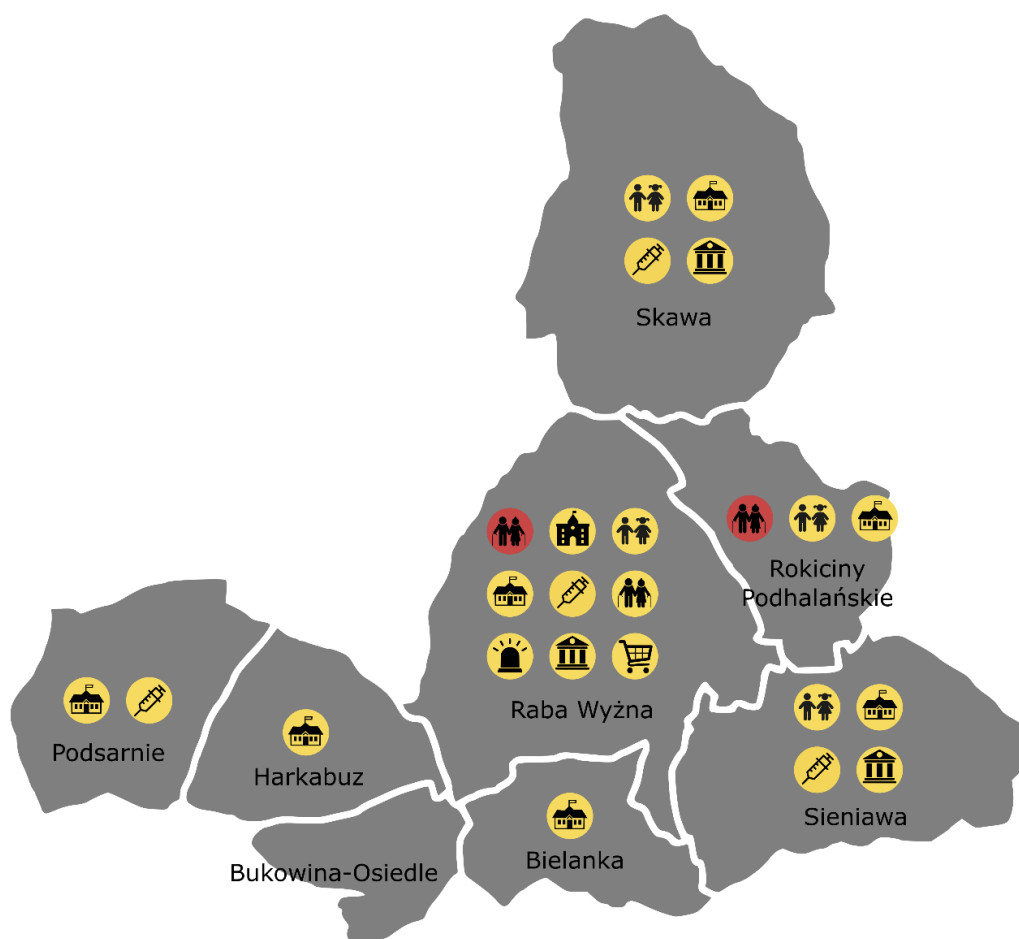 Skawa
Rokiciny
Podhalańskie
Raba Wyżna
Podsarnie
Harkabuz
Sieniawa
Bielanka
Bukowina-Osiedle